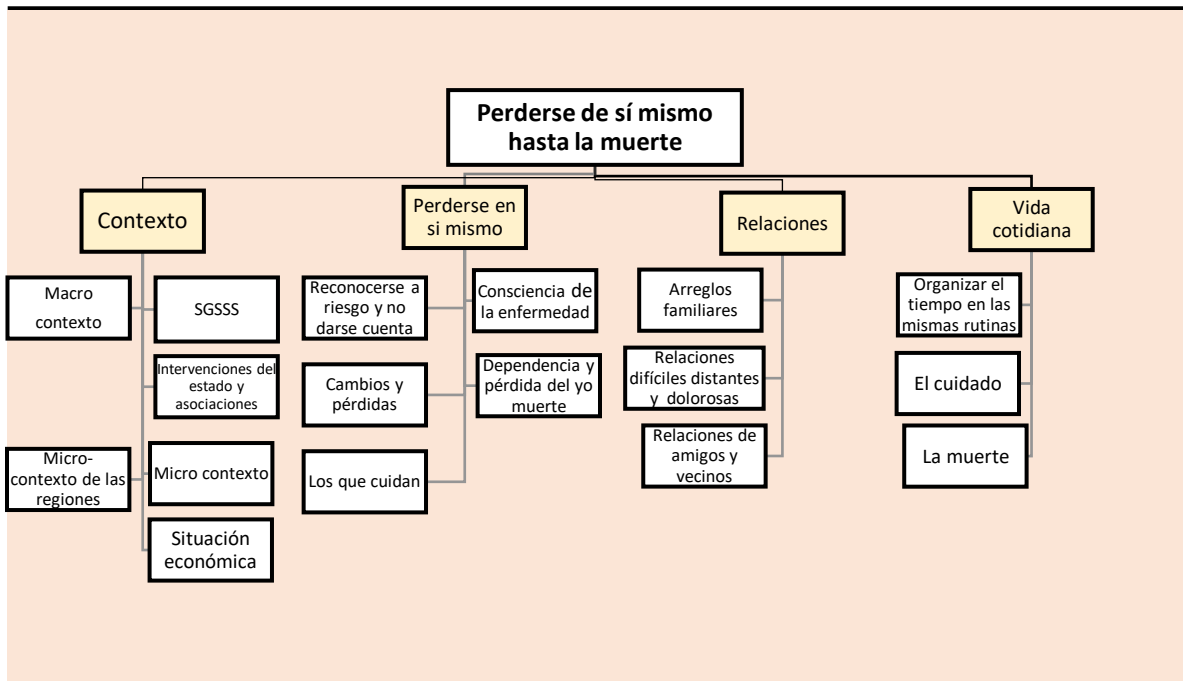 Perderse de sí mismo
hasta la muerte
Contexto
Perderse en
si mismo
Relaciones
Vida
cotidiana
Macro
contexto
SGSSS
Intervenciones del
estado y
asociaciones
Micro-
contexto de las
regiones
Micro contexto
Situación
económica
Reconocerse a
riesgo y no
darse cuenta
Consciencia de
la enfermedad
Cambios y
pérdidas
Dependencia y
pérdida del yo
muerte
Los que cuidan
Arreglos
familiares
Relaciones
difíciles distantes
y dolorosas
Relaciones de
amigos y
vecinos
Organizar el
tiempo en las
mismas rutinas
El cuidado
La muerte